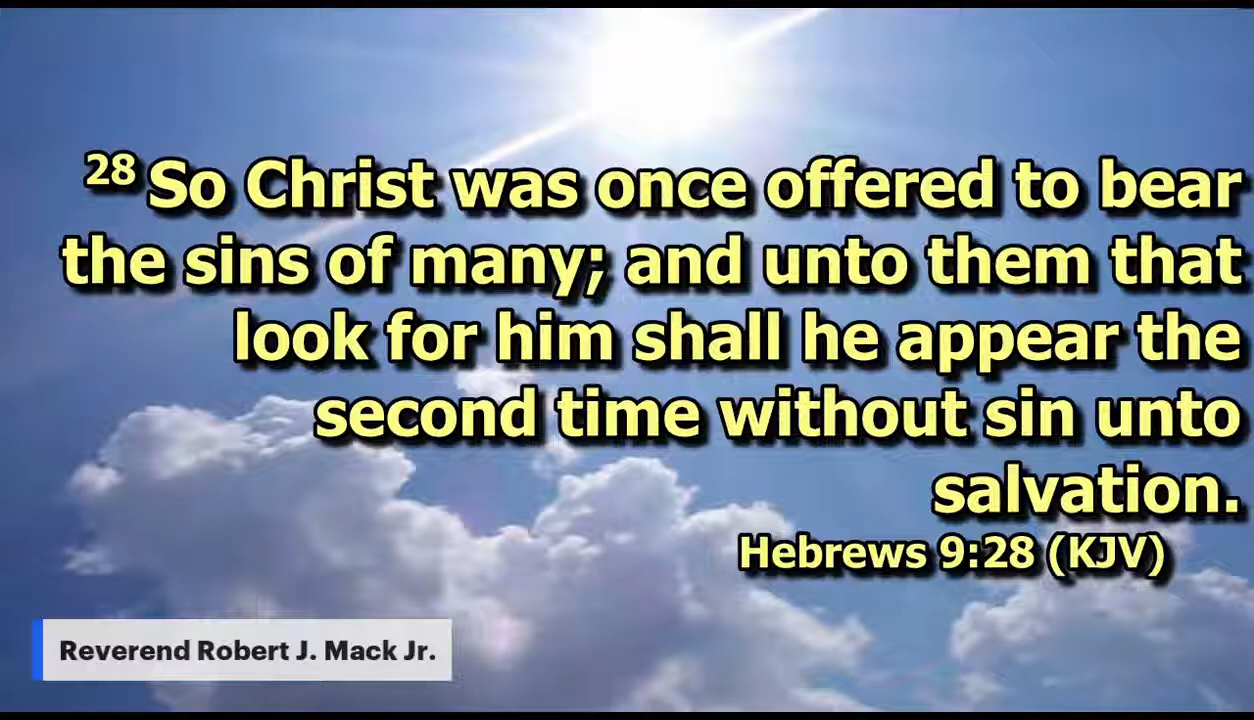 28 So Christ was once offered to bear
the sins of many; and unto them that
look for him shall he appear the
second time without sin unto
salvation.
Hebrews 9:28 (KJV)
Reverend Robert J. Mack Jr.